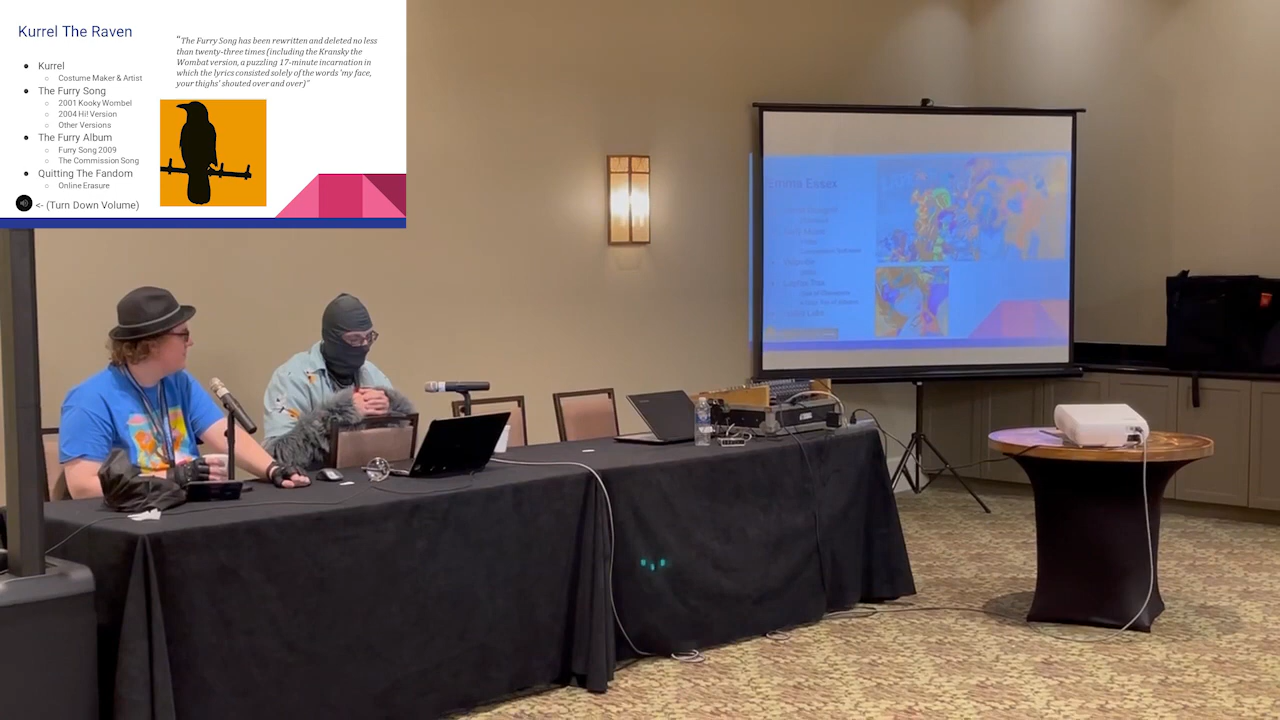 Kurrel The Raven
"The Furry Song has been rewritten and deleted no less
than twenty-three times (including the Kransky the
Wombat version, a puzzling 17-minute incarnation in
which the lyrics consisted solely of the words 'my face,
your thighs' shouted over and over)"
● Kurrel
○ Costume Maker & Artist
● The Furry Song
○ 2001 Kooky Wombel
○ 2004 Hi! Version
○ Other Versions
● The Furry Album
○ Furry Song 2009
○ The Commission Song
● Quitting The Fandom
○ Online Erasure
<- (Turn Down Volume)
Emma Essax